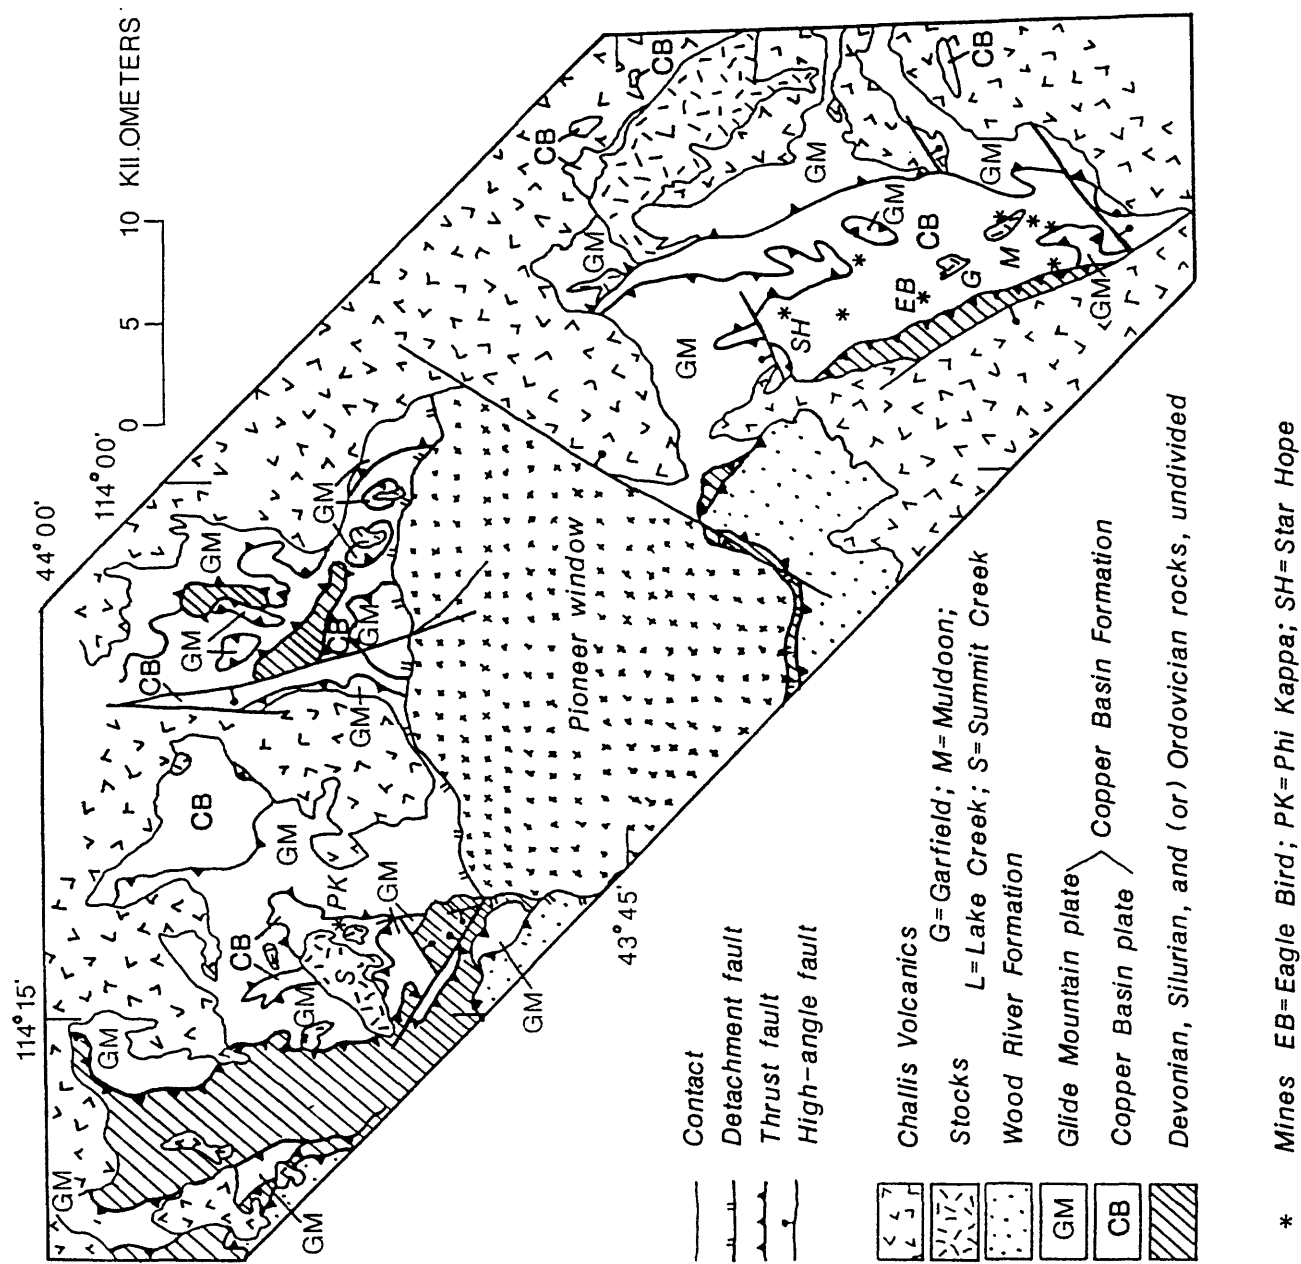 114°15'
44°00'
114°00'
0 5 10 KILOMETERS
43°45'
GM
GM
GM
GM
GM
CB
GM
S
PK
GM
CB
GM
GM
CB
GM
CB
GM
GM
GM
Pioneer window
GM
GM
CB
CB
CB
GM
GM
CB
GM
GM
CB
SH
EB
G
M
Contact
Detachment fault
Thrust fault
High-angle fault
Challis Volcanics
Stocks G=Garfield; M=Muldoon;
L=Lake Creek; S=Summit Creek
Wood River Formation
GM Glide Mountain plate
Copper Basin Formation
CB Copper Basin plate
Devonian, Silurian, and (or) Ordovician rocks, undivided
* Mines EB=Eagle Bird; PK=Phi Kappa; SH=Star Hope